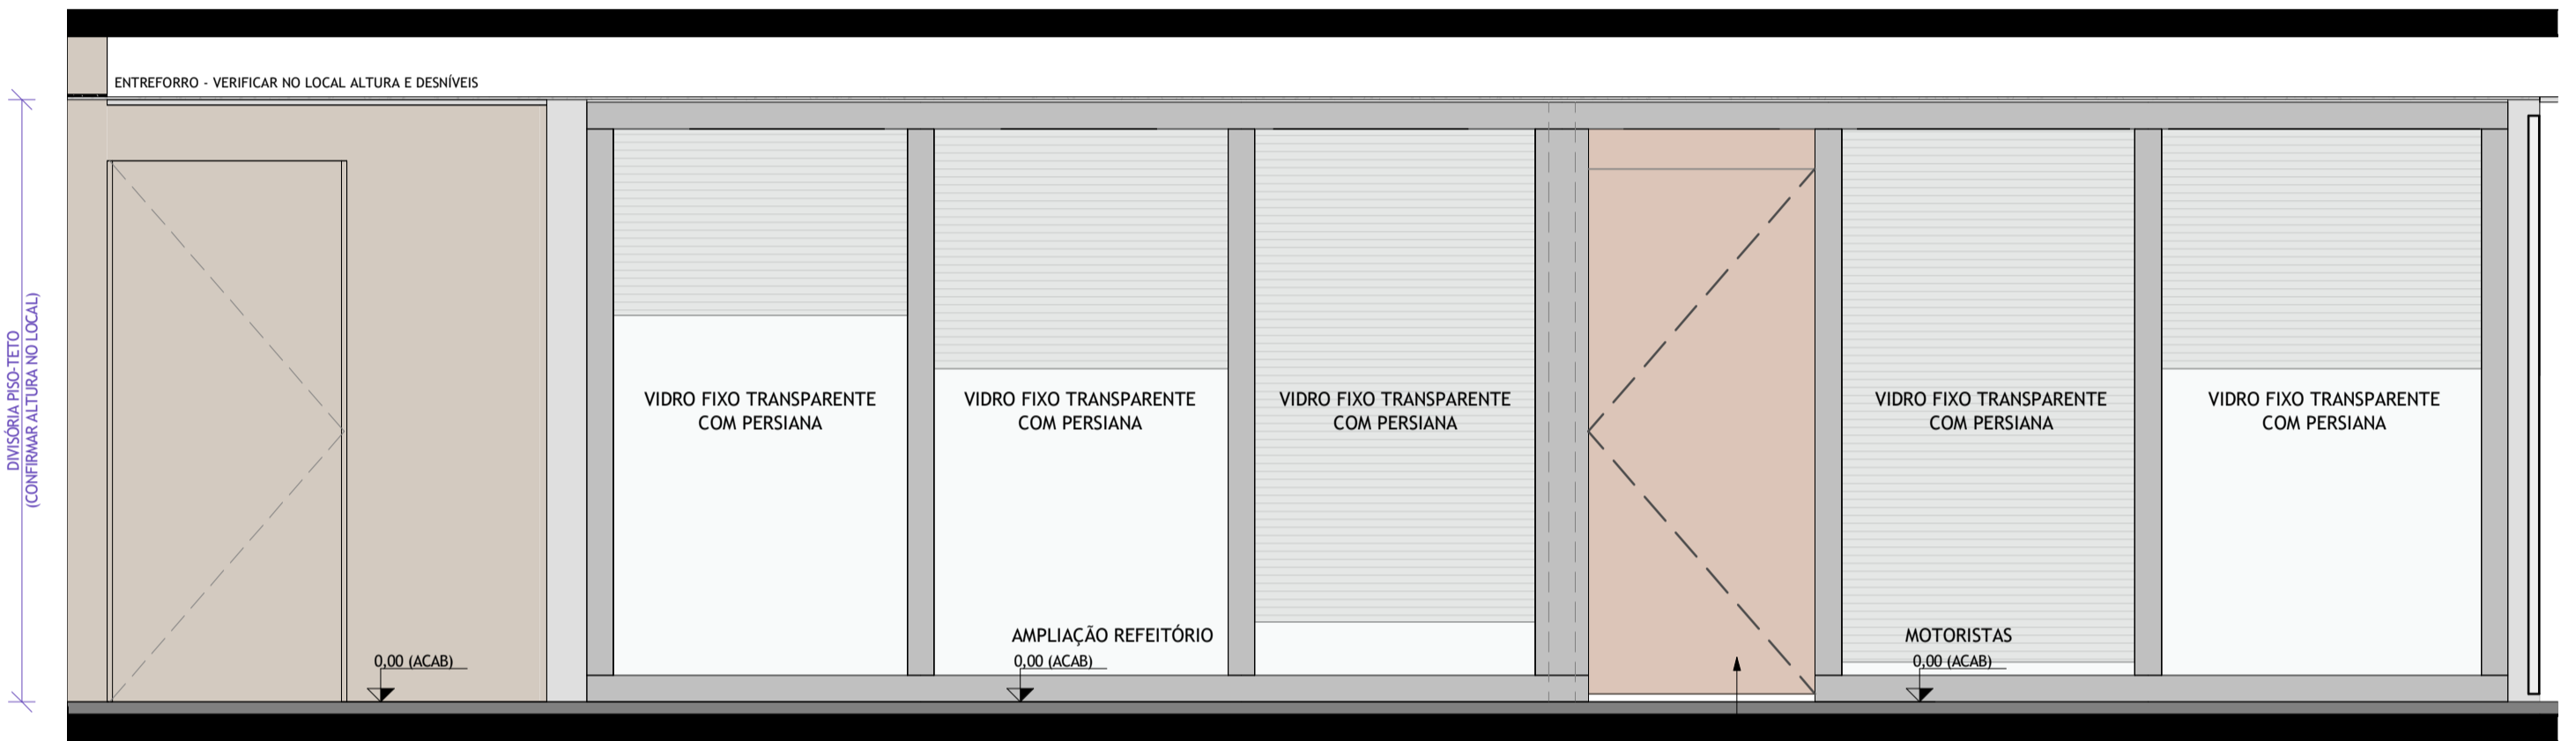 ENTREFORRO - VERIFICAR NO LOCAL ALTURA E DESNÍVEIS
DIVISÓRIA PISO-TETO
(CONFIRMAR ALTURA NO LOCAL)
VIDRO FIXO TRANSPARENTE
COM PERSIANA
VIDRO FIXO TRANSPARENTE
COM PERSIANA
VIDRO FIXO TRANSPARENTE
COM PERSIANA
VIDRO FIXO TRANSPARENTE
COM PERSIANA
VIDRO FIXO TRANSPARENTE
COM PERSIANA
0,00 (ACAB)
AMPLIAÇÃO REFEITÓRIO
0,00 (ACAB)
MOTORISTAS
0,00 (ACAB)